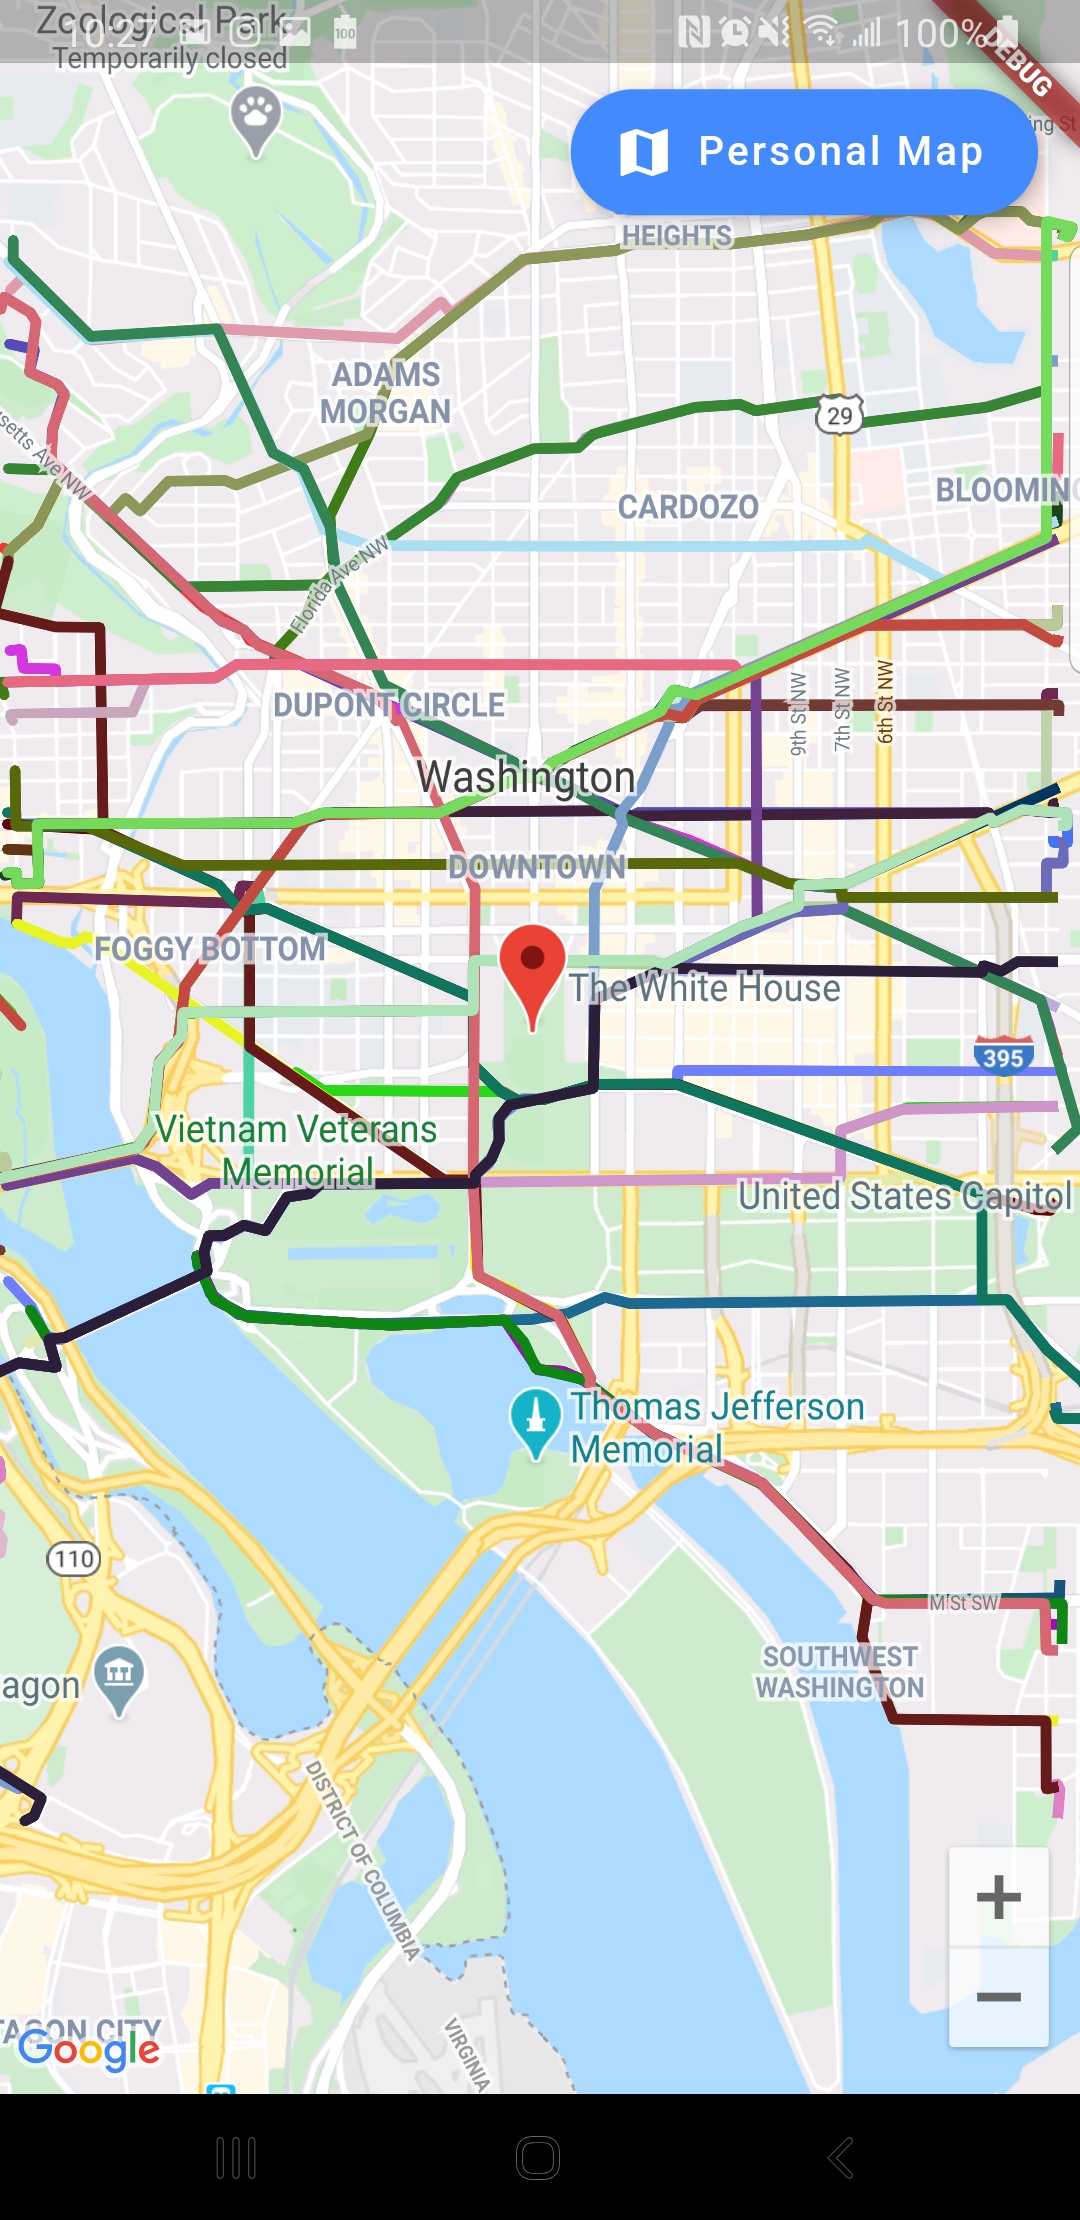 Zoological Park
10:27
100
100%
Temporarily closed
DEBUG
ing St
Personal Map
HEIGHTS
ADAMS
MORGAN
29
setts Ave NW
CARDOZO
BLOOMING
Florida Ave NW
DUPONT CIRCLE
9th St NW
7th St NW
6th St NW
Washington
DOWNTOWN
FOGGY BOTTOM
The White House
395
Vietnam Veterans
Memorial
United States Capitol
Thomas Jefferson
Memorial
110
M St SW
SOUTHWEST
WASHINGTON
agon
DISTRICT OF COLUMBIA
VIRGINIA
TAGON CITY
Google